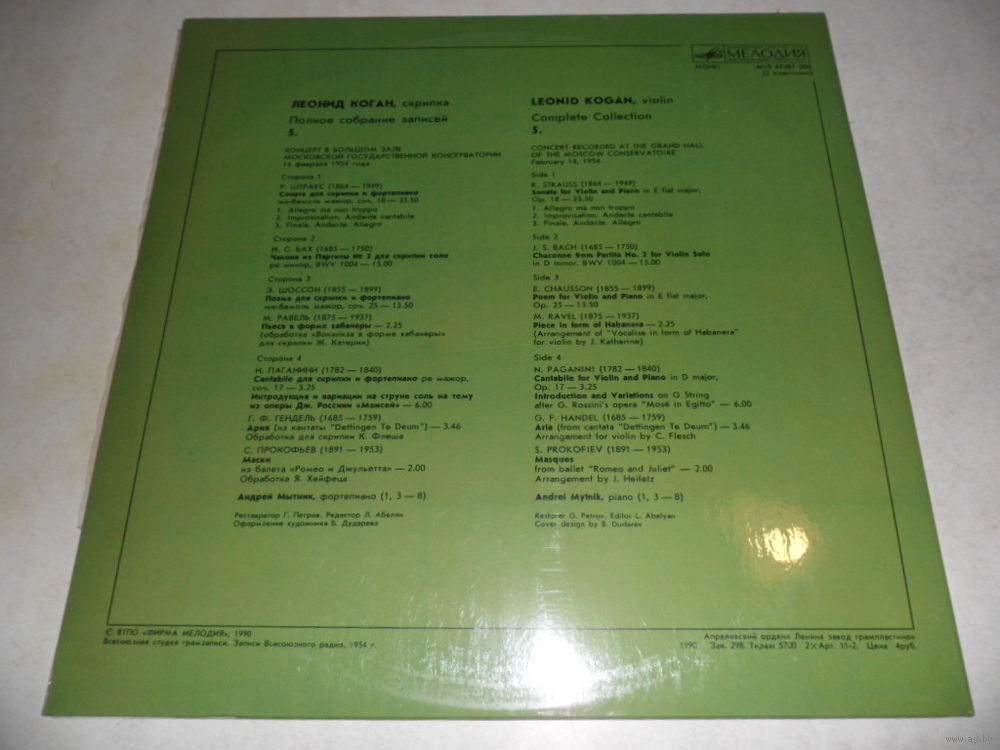 МЕЛОДИЯ
МОНО
М10 49287 000
(2 пластинки)
ЛЕОНИД КОГАН, скрипка
Полное собрание записей
5.
КОНЦЕРТ В БОЛЬШОМ ЗАЛЕ
МОСКОВСКОЙ ГОСУДАРСТВЕННОЙ КОНСЕРВАТОРИИ
14 февраля 1954 года
Сторона 1
Р. ШТРАУС (1864 — 1949)
Соната для скрипки и фортепиано
ми-бемоль мажор, соч. 18 — 23.50
1. Allegro ma non troppo
2. Improvisation. Andante cantabile
3. Finale. Andante. Allegro
Сторона 2
И. С. БАХ (1685 — 1750)
Чакона из Партиты № 2 для скрипки соло
ре минор, BWV 1004 — 15.00
Сторона 3
Э. ШОССОН (1855 — 1899)
Поэма для скрипки и фортепиано
ми-бемоль мажор, соч. 25 — 13.50
М. РАВЕЛЬ (1875 — 1937)
Пьеса в форме хабанеры — 2.25
(обработка «Вокализа в форме хабанеры»
для скрипки Ж. Катерин)
Сторона 4
Н. ПАГАНИНИ (1782 — 1840)
Cantabile для скрипки и фортепиано ре мажор,
соч. 17 — 3.25
Интродукция и вариации на струне соль на тему
из оперы Дж. Россини «Моисей» — 6.00
Г. Ф. ГЕНДЕЛЬ (1685 — 1759)
Ария (из кантаты "Dettingen Te Deum") — 3.46
Обработка для скрипки К. Флеша
С. ПРОКОФЬЕВ (1891 — 1953)
Маски
из балета «Ромео и Джульетта» — 2.00
Обработка Я. Хейфеца
Андрей Мытник, фортепиано (1, 3 — 8)
Реставратор Г. Петров. Редактор Л. Абелян
Оформление художника Б. Дударева
LEONID KOGAN, violin
Complete Collection
5.
CONCERT RECORDED AT THE GRAND HALL
OF THE MOSCOW CONSERVATOIRE
February 14, 1954
Side 1
R. STRAUSS (1864 — 1949)
Sonata for Violin and Piano in E flat major,
Op. 18 — 23.50
1. Allegro ma non troppo
2. Improvisation. Andante cantabile
3. Finale. Andante. Allegro
Side 2
J. S. BACH (1685 — 1750)
Chaconne from Partita No. 2 for Violin Solo
in D minor, BWV 1004 — 15.00
Side 3
E. CHAUSSON (1855 — 1899)
Poem for Violin and Piano in E flat major,
Op. 25 — 13.50
M. RAVEL (1875 — 1937)
Piece in form of Habanera — 2.25
(Arrangement of "Vocalise in form of Habanera"
for violin by J. Katherine)
Side 4
N. PAGANINI (1782 — 1840)
Cantabile for Violin and Piano in D major,
Op. 17 — 3.25
Introduction and Variations on G String
after G. Rossini's opera "Mosè in Egitto" — 6.00
G. F. HANDEL (1685 — 1759)
Aria (from cantata "Dettingen Te Deum") — 3.46
Arrangement for violin by C. Flesch
S. PROKOFIEV (1891 — 1953)
Masques
from ballet "Romeo and Juliet" — 2.00
Arrangement by J. Heifetz
Andrei Mytnik, piano (1, 3 — 8)
Restorer G. Petrov. Editor L. Abelyan
Cover design by B. Dudarev
© ВТПО «ФИРМА МЕЛОДИЯ», 1990
Всесоюзная студия грамзаписи. Записи Всесоюзного радио, 1954 г.
Апрелевский ордена Ленина завод грампластинок
1990 Зак. 298. Тираж 5700 2×Арт. 11-2. Цена 4руб.
www.ay.by